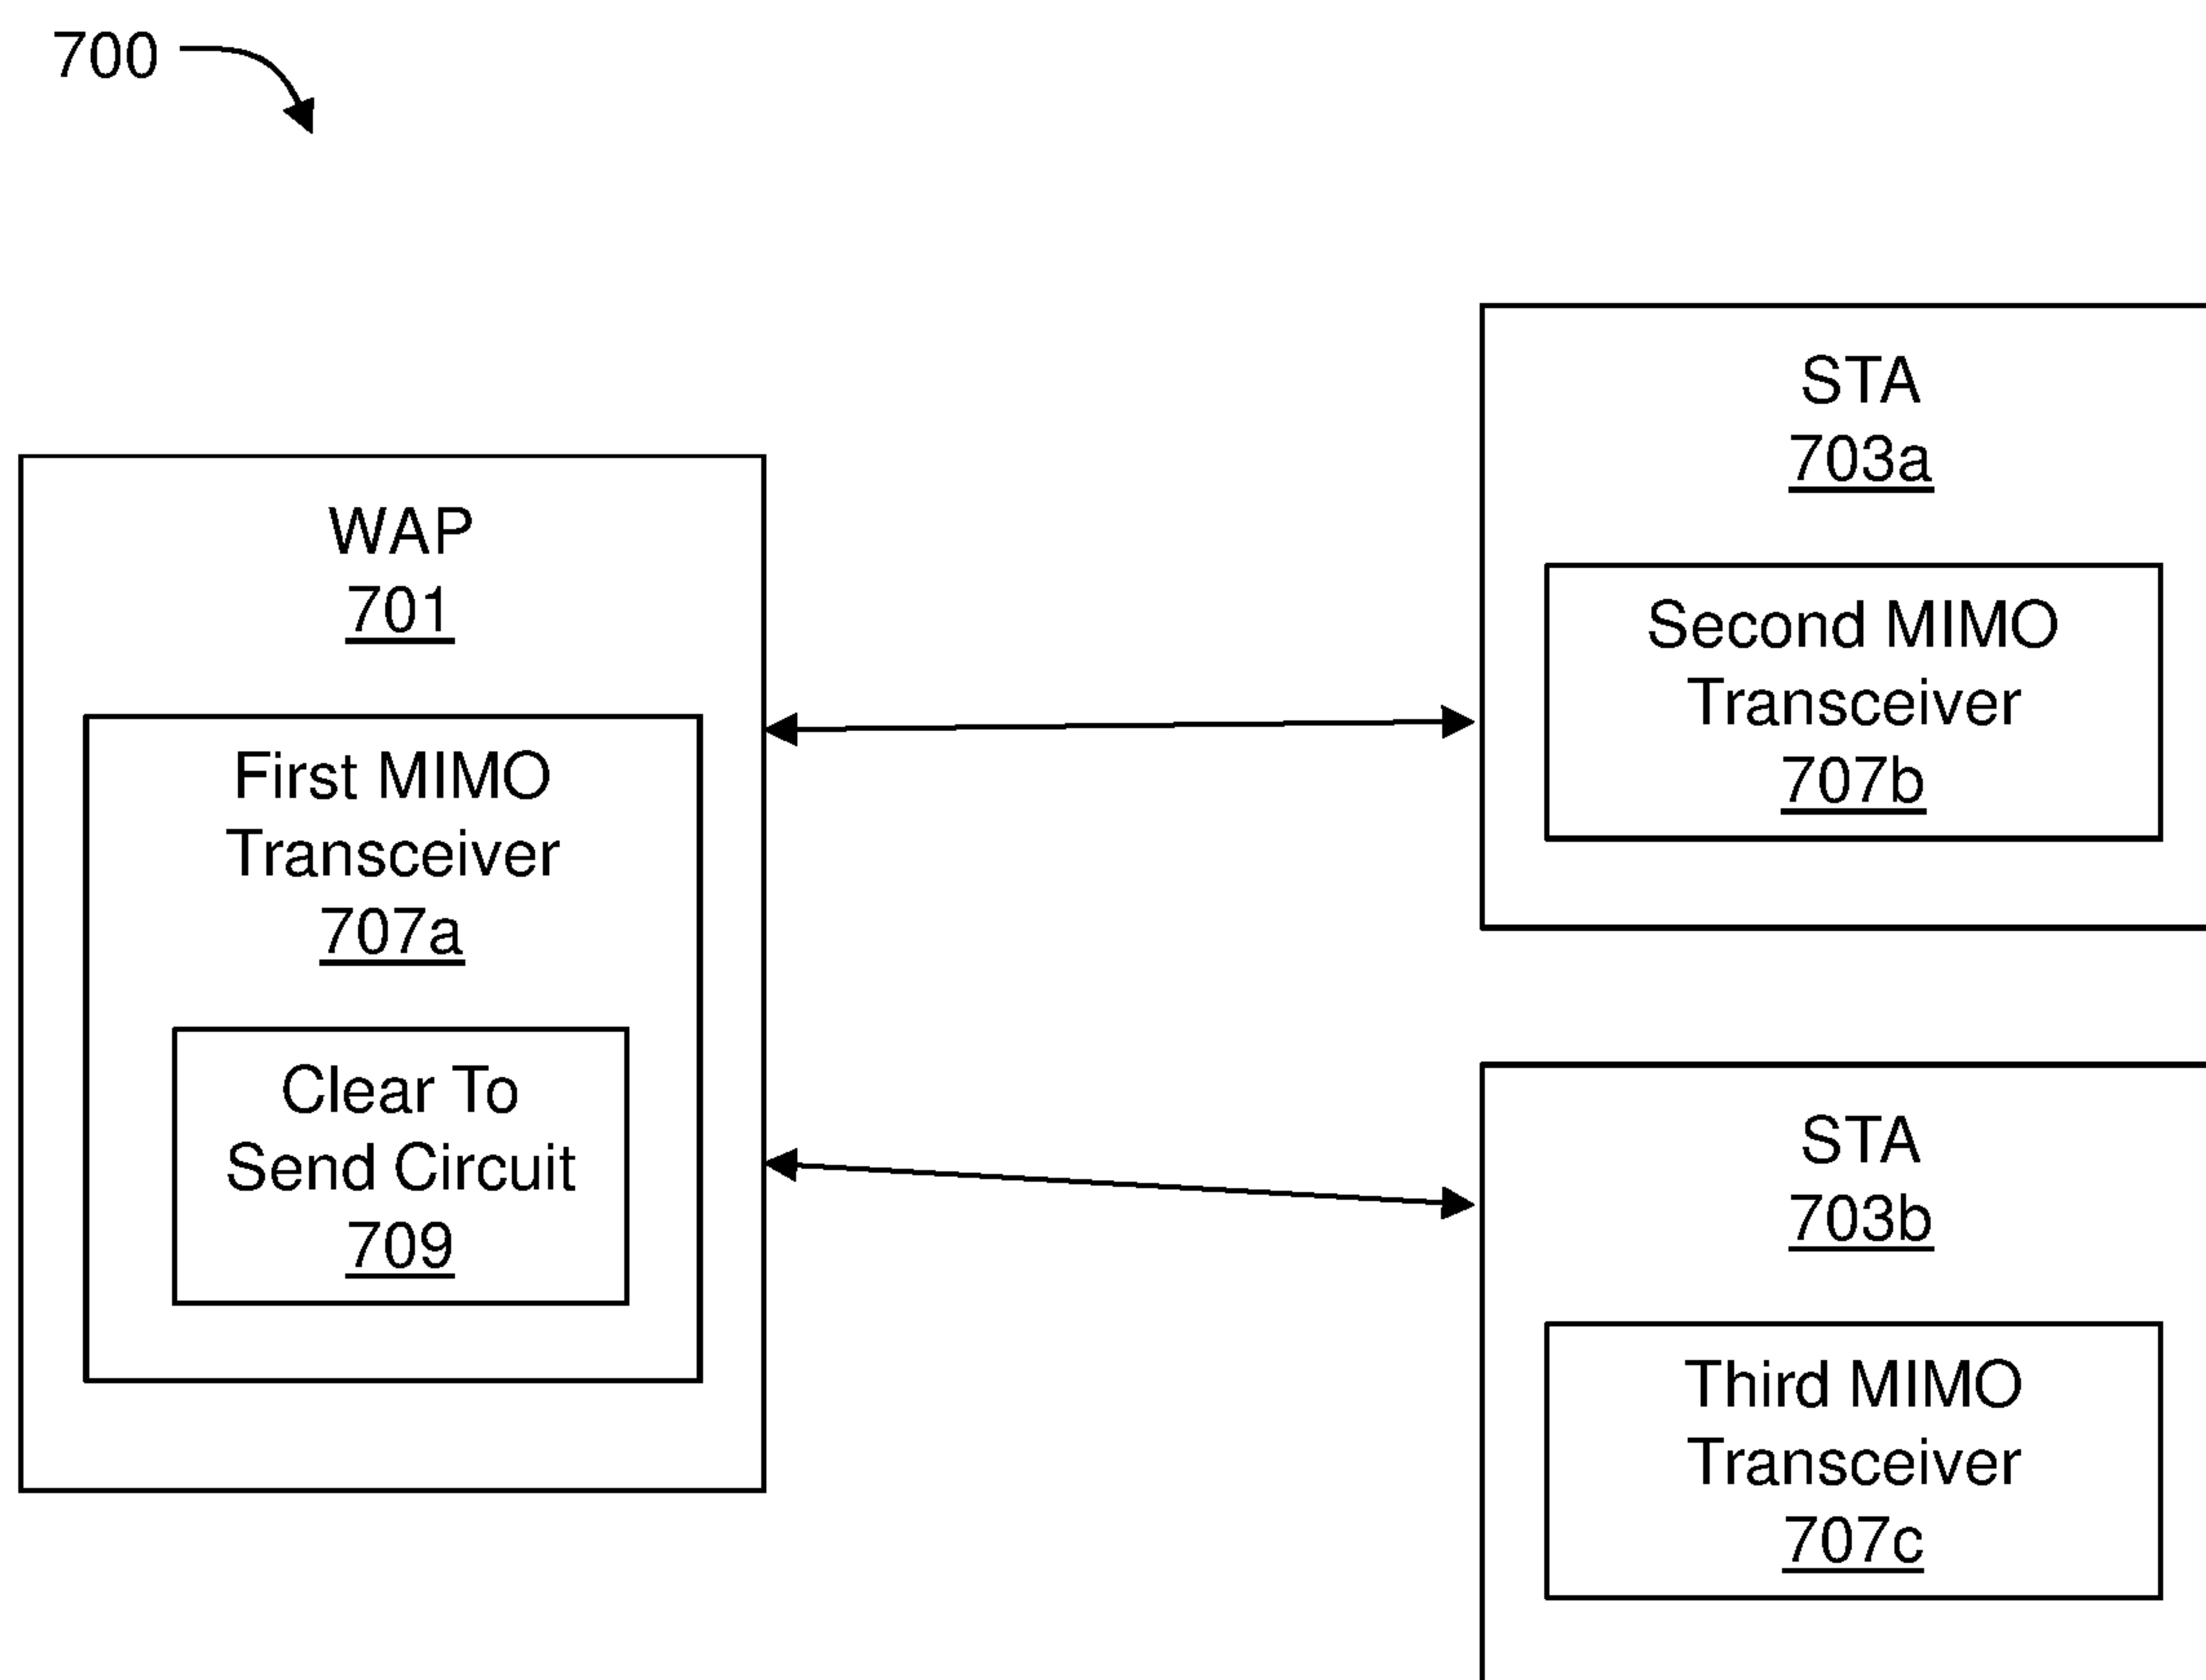 700
WAP
701
First MIMO
Transceiver
707a
Clear To
Send Circuit
709
STA
703a
Second MIMO
Transceiver
707b
STA
703b
Third MIMO
Transceiver
707c